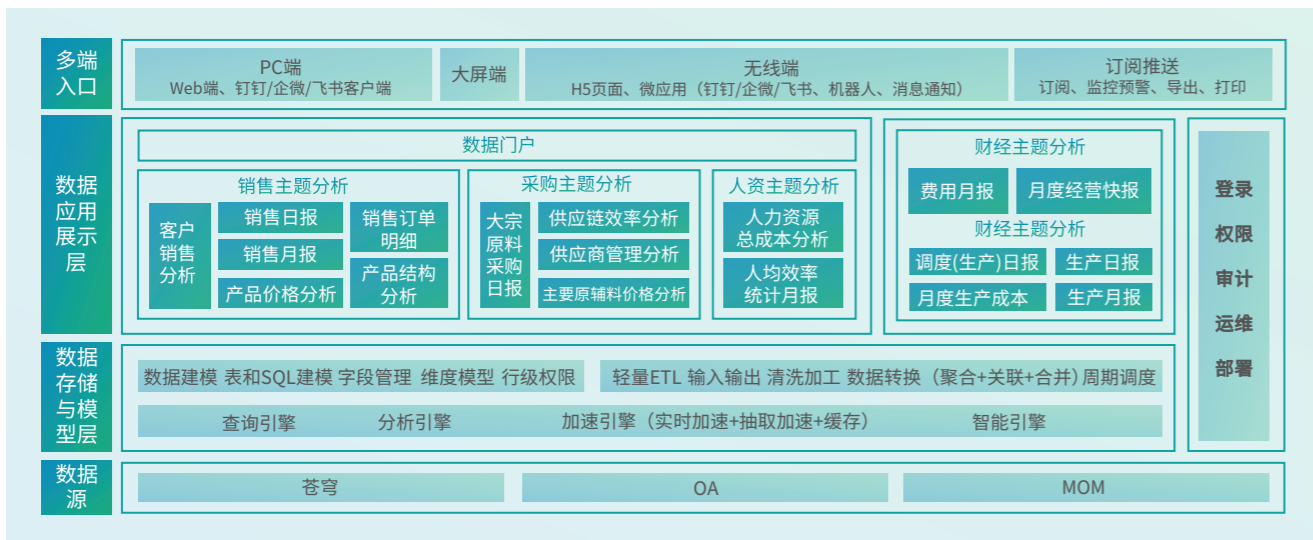 多端
入口
PC端
Web端、钉钉/企微/飞书客户端
大屏端
无线端
H5页面、微应用（钉钉/企微/飞书、机器人、消息通知）
订阅推送
订阅、监控预警、导出、打印
数据
应用
展示
层
数据门户
销售主题分析
客户
销售
分析
销售日报
销售月报
产品价格分析
销售订单
明细
产品结构
分析
采购主题分析
大宗
原料
采购
日报
供应链效率分析
供应商管理分析
主要原辅料价格分析
人资主题分析
人力资源
总成本分析
人均效率
统计月报
财经主题分析
费用月报
月度经营快报
财经主题分析
调度(生产)日报
生产日报
月度生产成本
生产月报
登录
权限
审计
运维
部署
数据
存储
与模
型层
数据建模 表和SQL建模 字段管理 维度模型 行级权限
轻量ETL 输入输出 清洗加工 数据转换（聚合+关联+合并）周期调度
查询引擎
分析引擎
加速引擎（实时加速+抽取加速+缓存）
智能引擎
数据
源
苍穹
OA
MOM